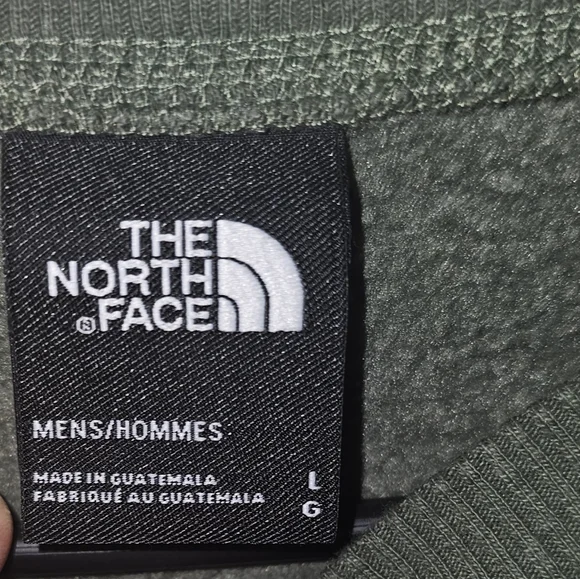 THE
NORTH
®FACE
MENS/HOMMES
MADE IN GUATEMALA
FABRIQUÉ AU GUATEMALA
L
G